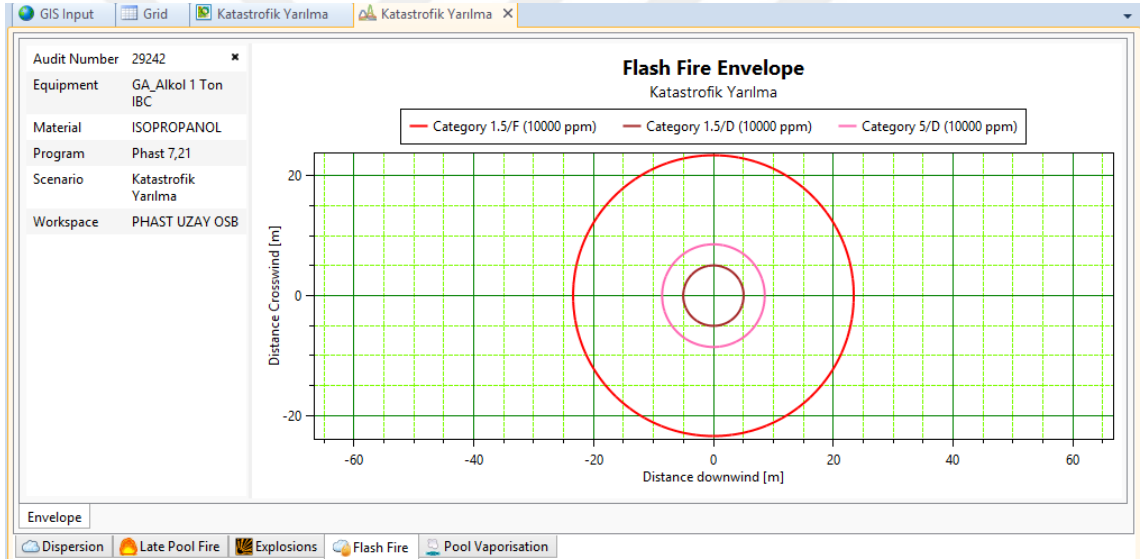 GIS Input Grid Katastrofik Yarılma Katastrofik Yarılma
Audit Number 29242
Equipment GA_Alkol 1 Ton
IBC
Material ISOPROPANOL
Program Phast 7,21
Scenario Katastrofik
Yarılma
Workspace PHAST UZAY OSB
Flash Fire Envelope
Katastrofik Yarılma
Category 1.5/F (10000 ppm) Category 1.5/D (10000 ppm) Category 5/D (10000 ppm)
Distance Crosswind [m]
20
0
-20
-60 -40 -20 0 20 40 60
Distance downwind [m]
Envelope
Dispersion Late Pool Fire Explosions Flash Fire Pool Vaporisation